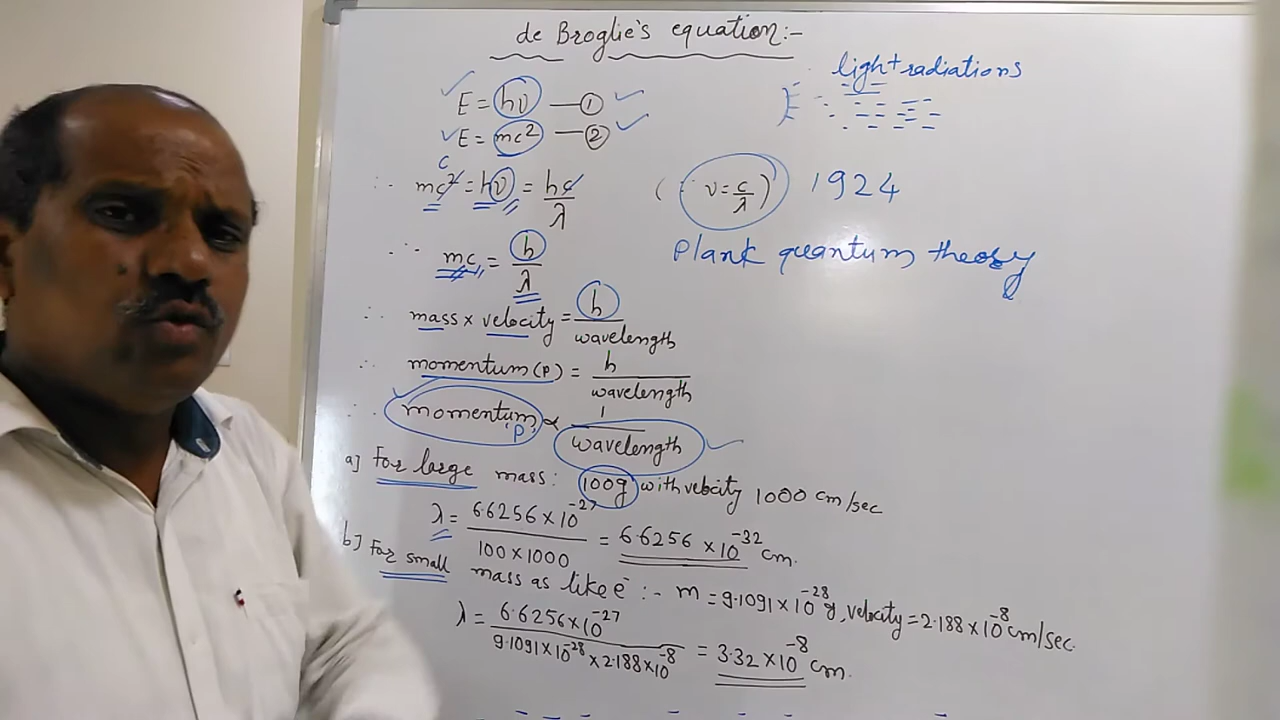 de Broglie's equation:-
light radiations
E = hν —①
E = mc² —②
c
∴ mc² = hν = hc/λ (∵ ν = c/λ) 1924
∴ mc = h/λ
Plank quantum theory
∴ mass x velocity = h/wavelength
∴ momentum (P) = h/wavelength
∴ momentum 'P' ∝ 1/wavelength
a] For large mass: 100g with velocity 1000 cm/sec
λ = 6.6256 × 10⁻²⁷/100 × 1000 = 6.6256 × 10⁻³² cm.
b] For small mass as like e⁻ :- m = 9.1091 × 10⁻²⁸ g, velocity = 2.188 × 10⁻⁸ cm/sec.
λ = 6.6256 × 10⁻²⁷/9.1091 × 10⁻²⁸ × 2.188 × 10⁻⁸ = 3.32 × 10⁻⁸ cm.